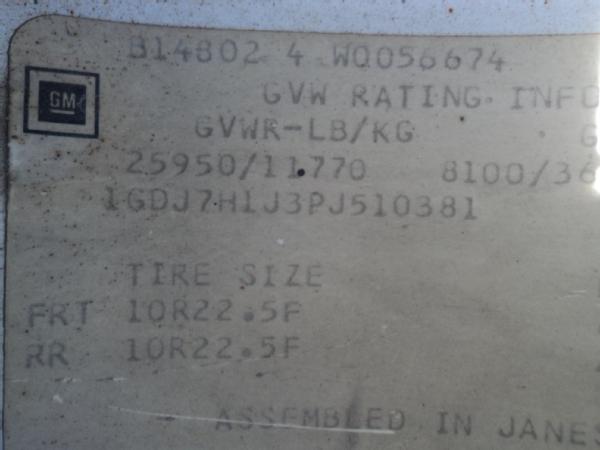 B14802 4 WQ056674
GM
GVW RATING INFO
GVWR-LB/KG G
25950/11770 8100/36
1GDJ7H1J3PJ510381
TIRE SIZE
FRT 10R22.5F
RR 10R22.5F
ASSEMBLED IN JANES